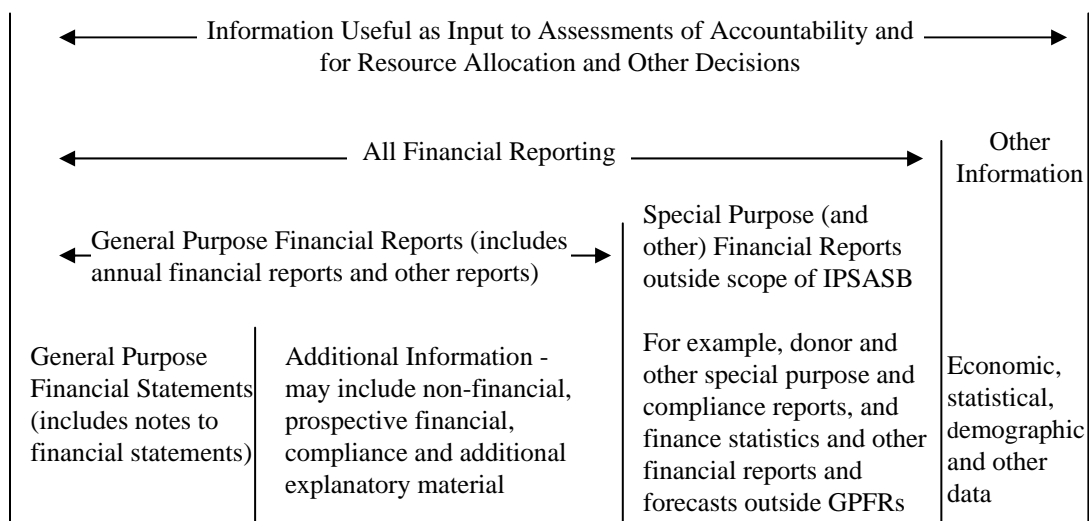 Information Useful as Input to Assessments of Accountability and
for Resource Allocation and Other Decisions
All Financial Reporting
Other
Information
General Purpose Financial Reports (includes
annual financial reports and other reports)
Special Purpose (and
other) Financial Reports
outside scope of IPSASB
General Purpose
Financial Statements
(includes notes to
financial statements)
Additional Information -
may include non-financial,
prospective financial,
compliance and additional
explanatory material
For example, donor and
other special purpose and
compliance reports, and
finance statistics and other
financial reports and
forecasts outside GPFRs
Economic,
statistical,
demographic
and other
data